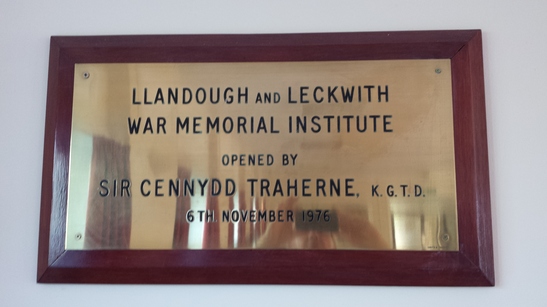 LLANDOUGH AND LECKWITH
WAR MEMORIAL INSTITUTE
OPENED BY
SIR CENNYDD TRAHERNE, K.G.T.D.
6TH NOVEMBER 1976